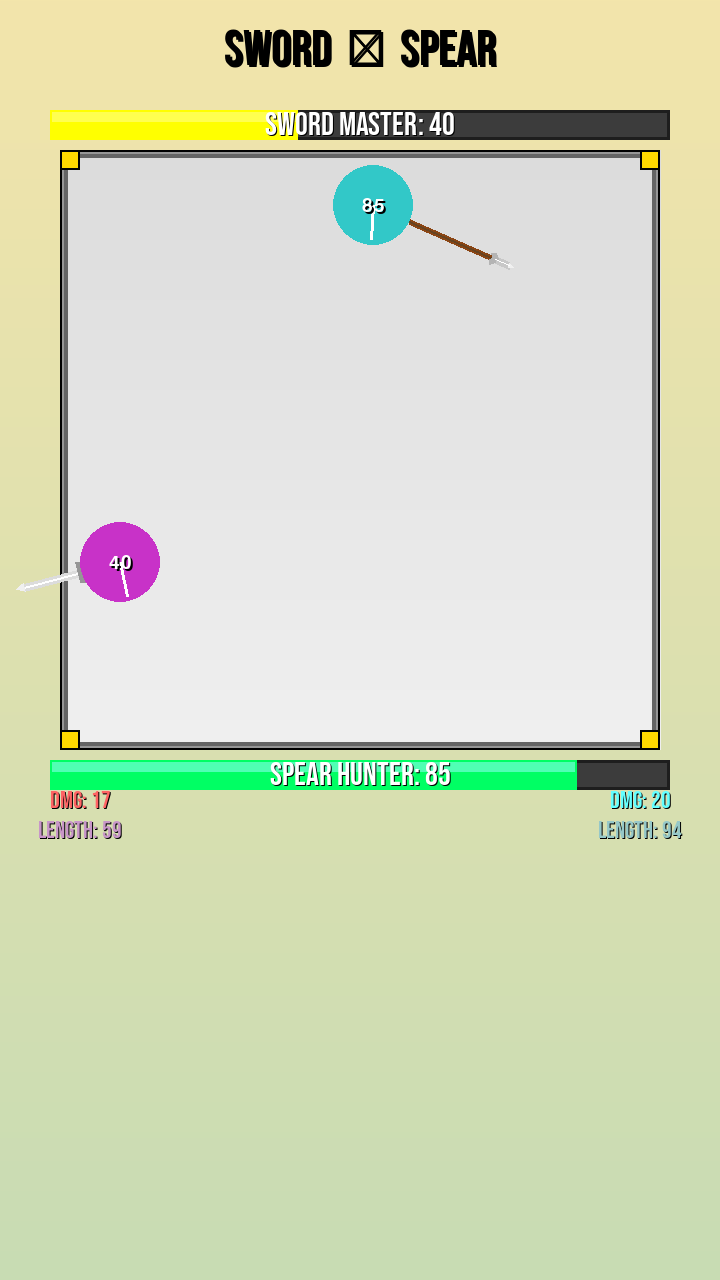 SWORD SPEAR
SWORD MASTER: 40
85
40
SPEAR HUNTER: 85
DMG: 17
DMG: 20
LENGTH: 59
LENGTH: 94